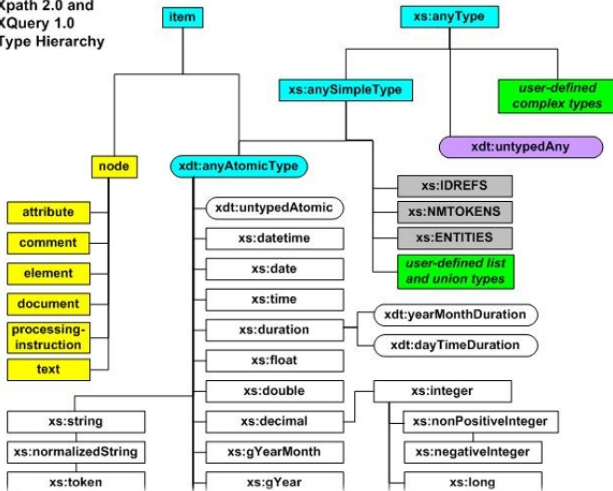 Xpath 2.0 and
XQuery 1.0
Type Hierarchy
item
xs:anyType
xs:anySimpleType
user-defined
complex types
xdt:untypedAny
node
xdt:anyAtomicType
attribute
comment
element
document
processing-
instruction
text
xdt:untypedAtomic
xs:datetime
xs:date
xs:time
xs:duration
xs:float
xs:double
xs:decimal
xs:gYearMonth
xs:gYear
xs:IDREFS
xs:NMTOKENS
xs:ENTITIES
user-defined list
and union types
xdt:yearMonthDuration
xdt:dayTimeDuration
xs:integer
xs:nonPositiveInteger
xs:negativeInteger
xs:long
xs:string
xs:normalizedString
xs:token